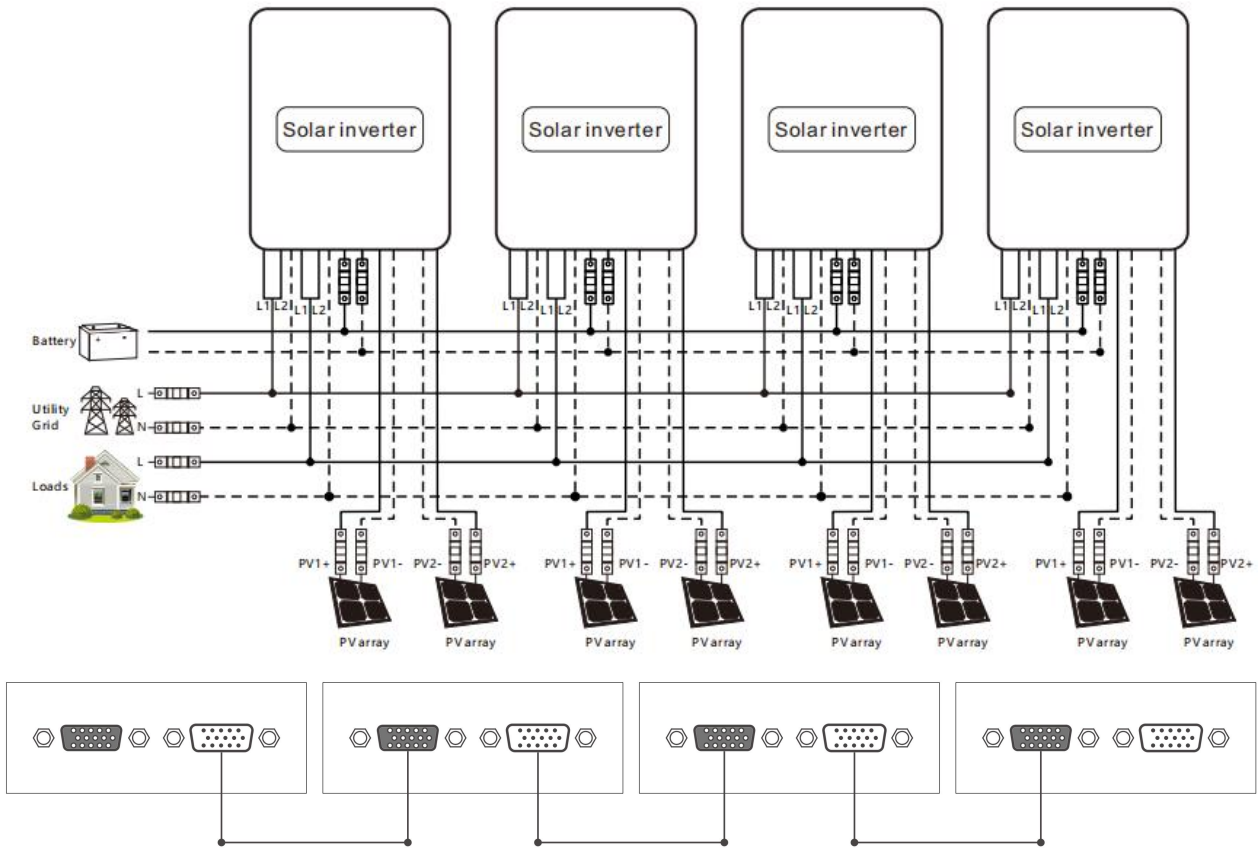 Solar inverter Solar inverter Solar inverter Solar inverter
L1 L2 L1 L2 L1 L2 L1 L2 L1 L2 L1 L2 L1 L2 L1 L2
Battery
+ -
L
Utility
Grid
N
L
Loads
N
PV1+ PV1- PV2- PV2+ PV1+ PV1- PV2- PV2+ PV1+ PV1- PV2- PV2+ PV1+ PV1- PV2- PV2+
PV array PV array PV array PV array PV array PV array PV array PV array